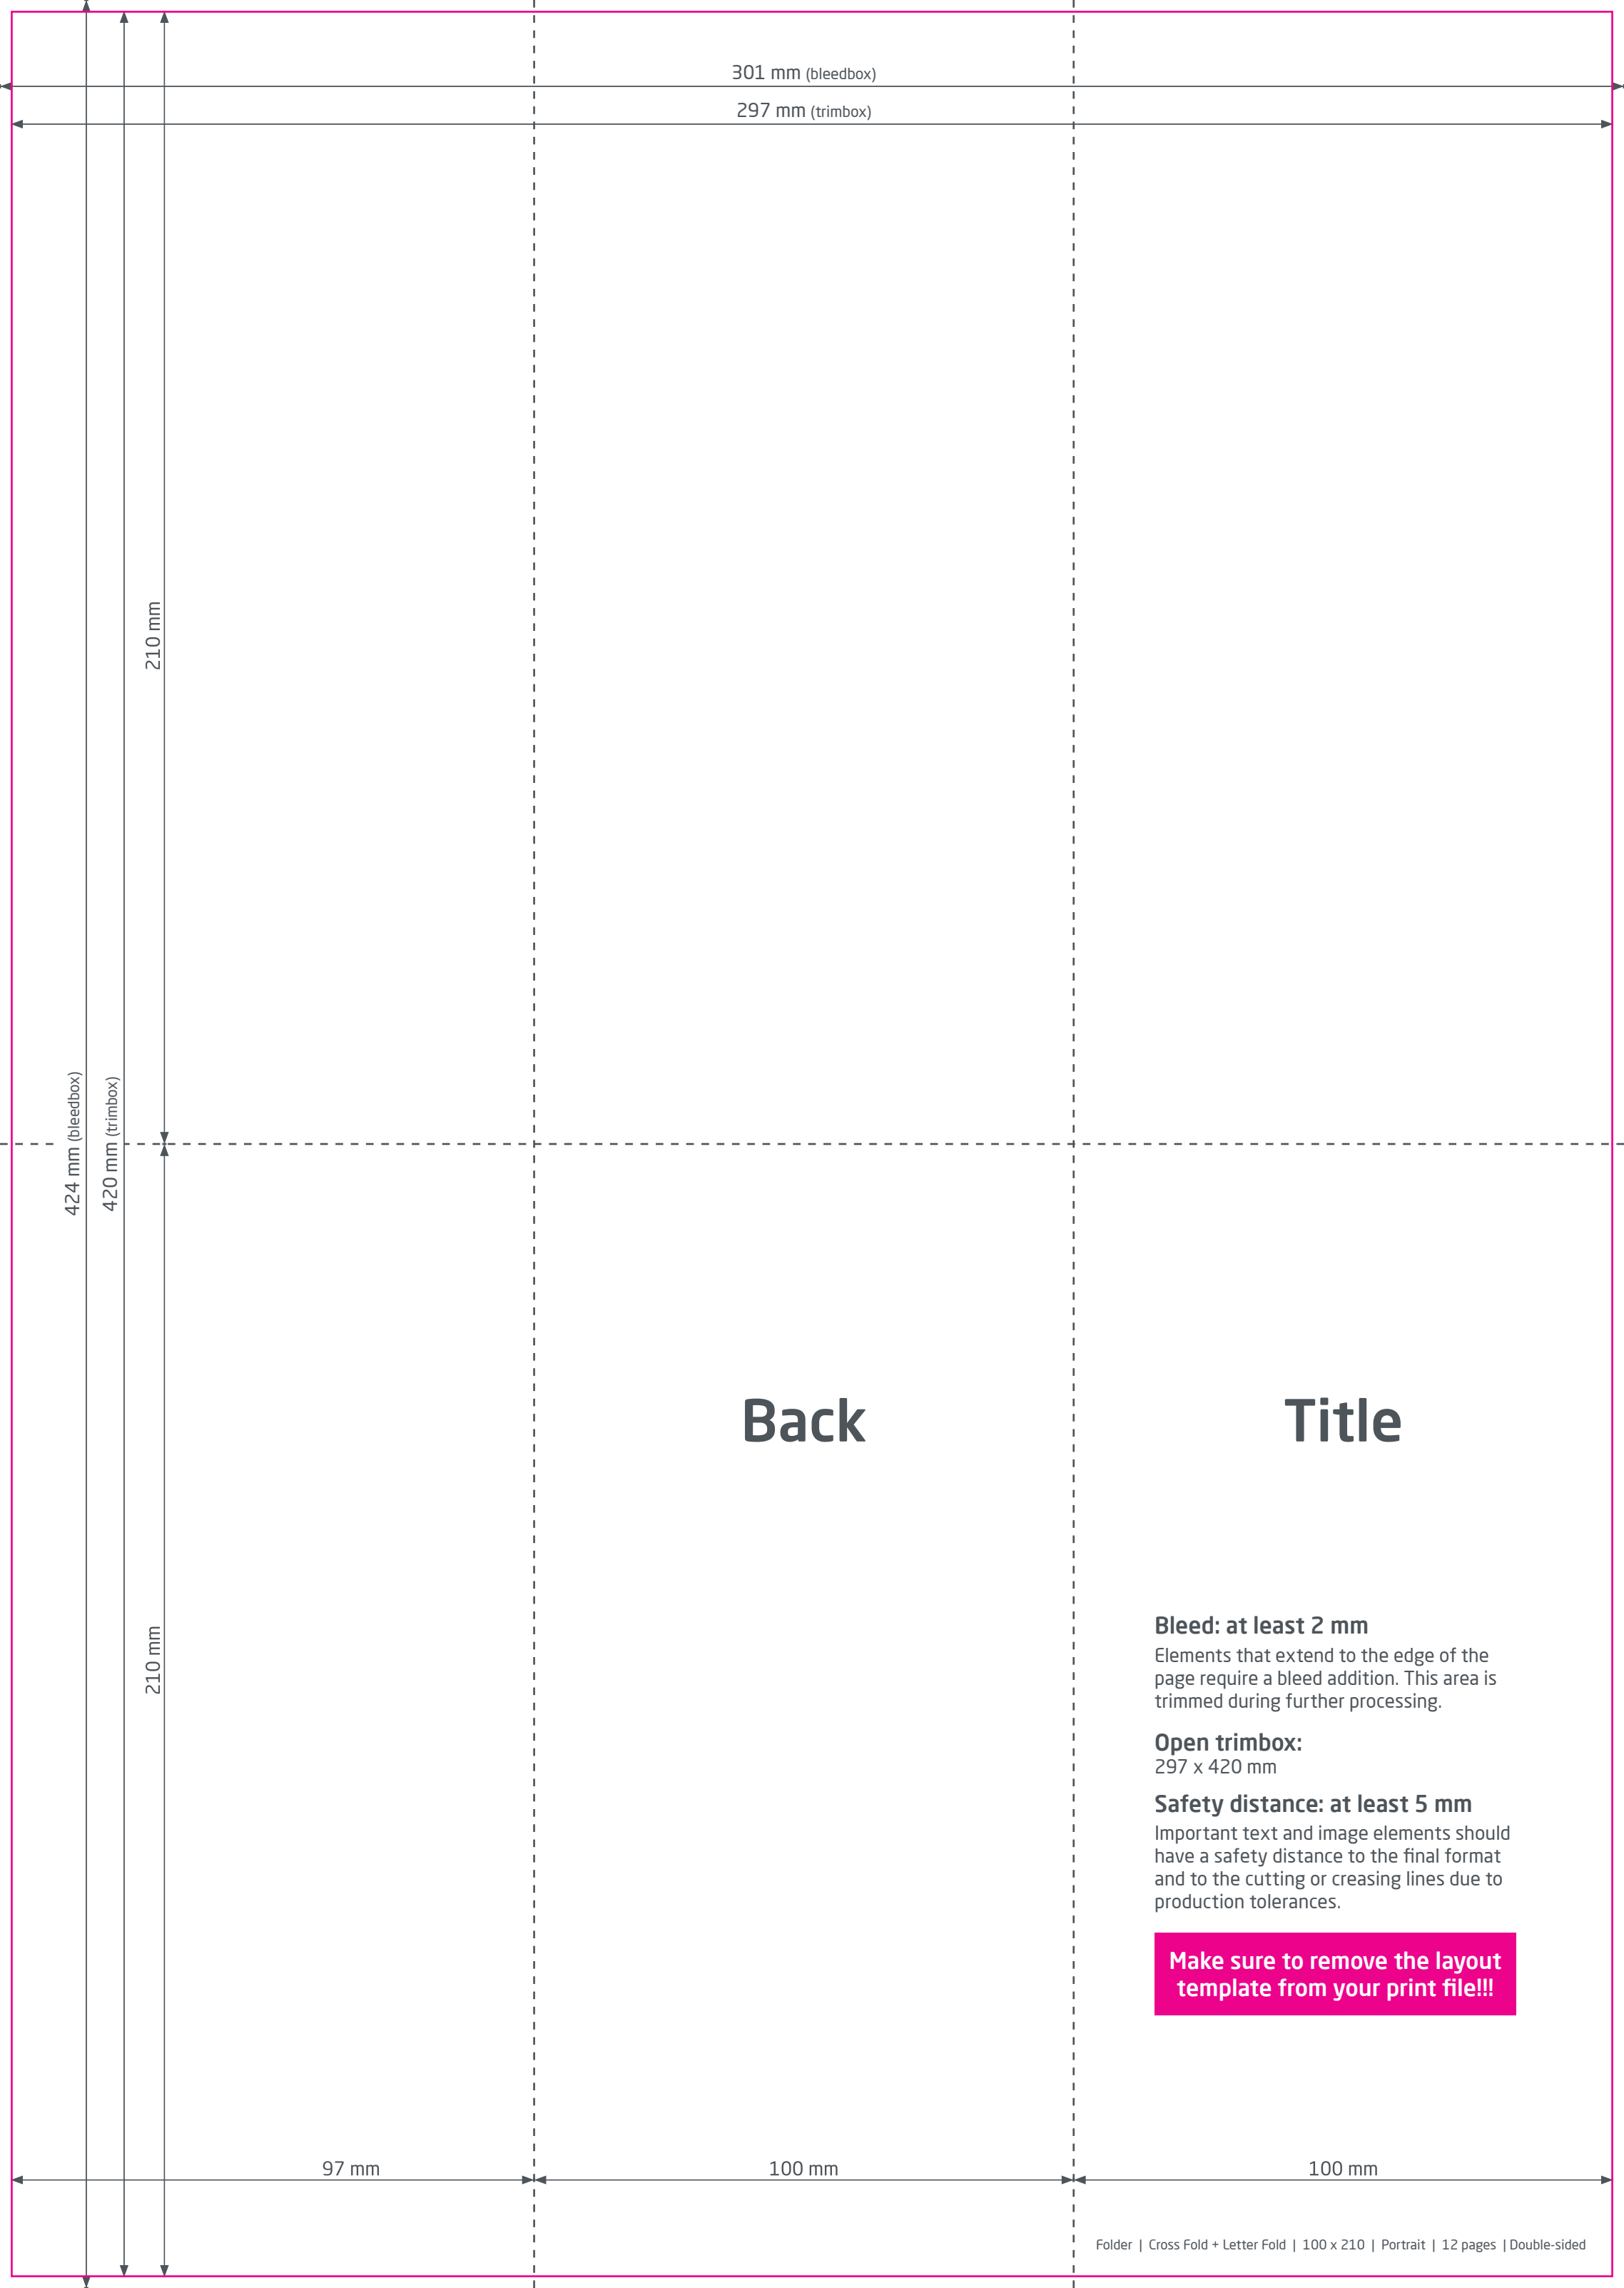 301 mm (bleedbox)
297 mm (trimbox)
210 mm
424 mm (bleedbox)
420 mm (trimbox)
Back
Title
210 mm
Bleed: at least 2 mm
Elements that extend to the edge of the
page require a bleed addition. This area is
trimmed during further processing.
Open trimbox:
297 x 420 mm
Safety distance: at least 5 mm
Important text and image elements should
have a safety distance to the final format
and to the cutting or creasing lines due to
production tolerances.
Make sure to remove the layout
template from your print file!!!
97 mm
100 mm
100 mm
Folder | Cross Fold + Letter Fold | 100 x 210 | Portrait | 12 pages | Double-sided